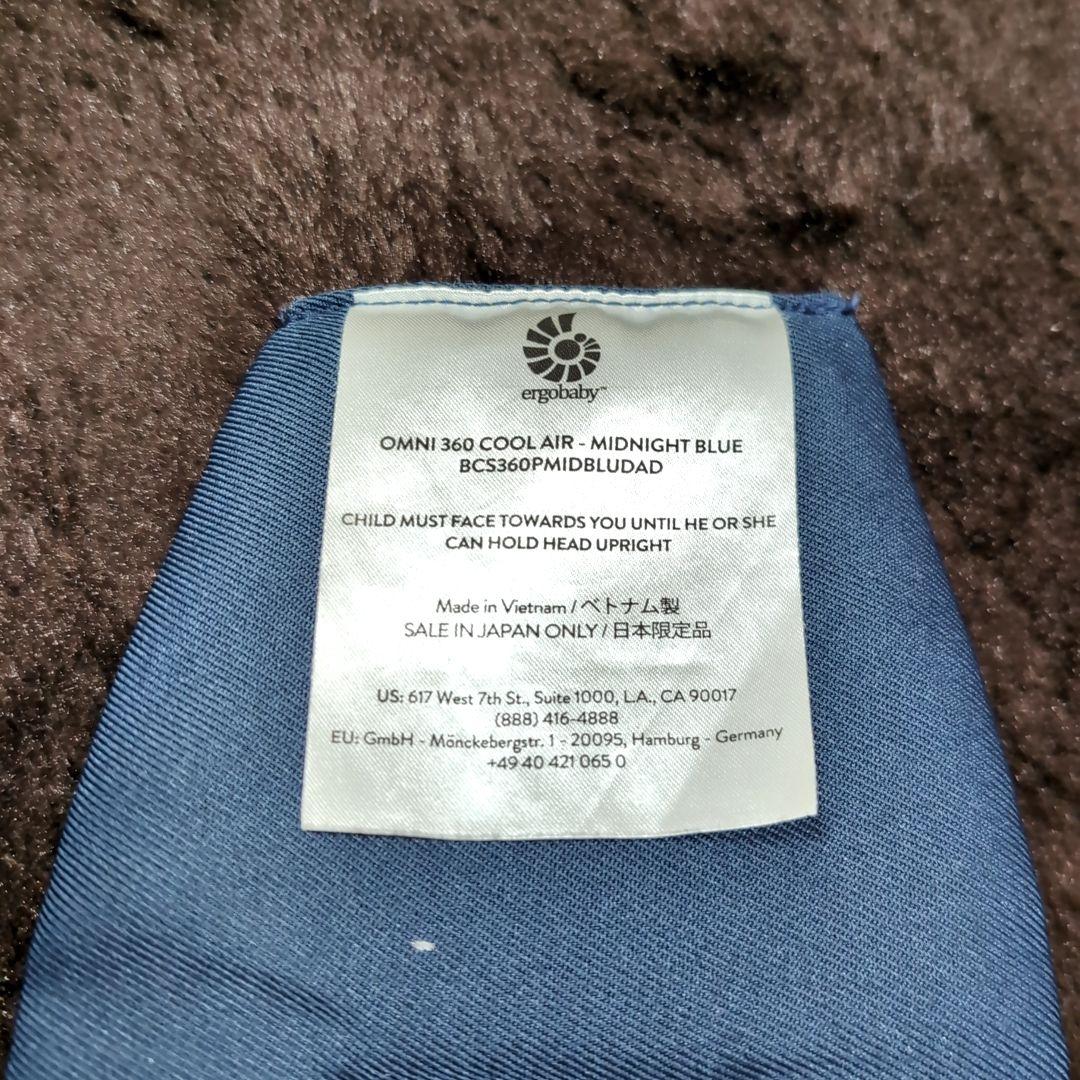 ergobaby™
OMNI 360 COOL AIR - MIDNIGHT BLUE
BCS360PMIDBLUDAD
CHILD MUST FACE TOWARDS YOU UNTIL HE OR SHE
CAN HOLD HEAD UPRIGHT
Made in Vietnam / ベトナム製
SALE IN JAPAN ONLY / 日本限定品
US: 617 West 7th St., Suite 1000, L.A., CA 90017
(888) 416-4888
EU: GmbH - Mönckebergstr. 1 - 20095, Hamburg - Germany
+49 40 421 065 0